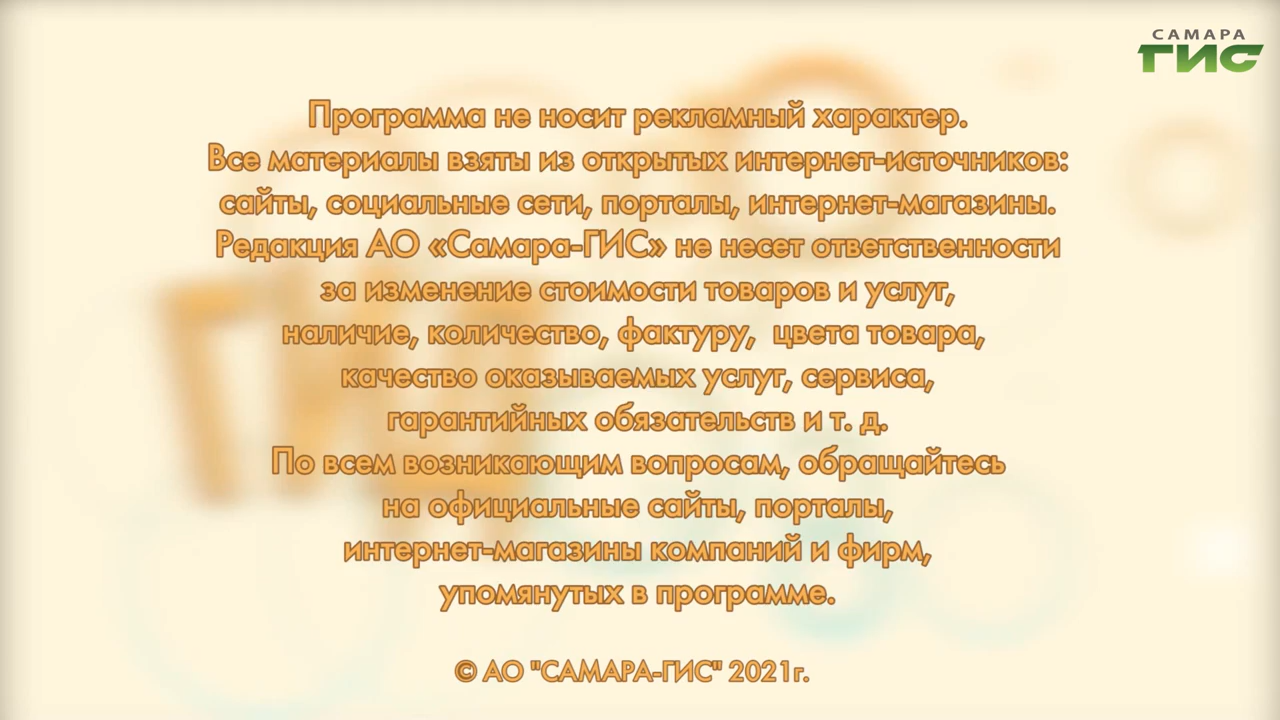 САМАРА
ГИС
Программа не носит рекламный характер.
Все материалы взяты из открытых интернет-источников:
сайты, социальные сети, порталы, интернет-магазины.
Редакция АО «Самара-ГИС» не несет ответственности
за изменение стоимости товаров и услуг,
наличие, количество, фактуру, цвета товара,
качество оказываемых услуг, сервиса,
гарантийных обязательств и т. д.
По всем возникающим вопросам, обращайтесь
на официальные сайты, порталы,
интернет-магазины компаний и фирм,
упомянутых в программе.
© АО "САМАРА-ГИС" 2021г.